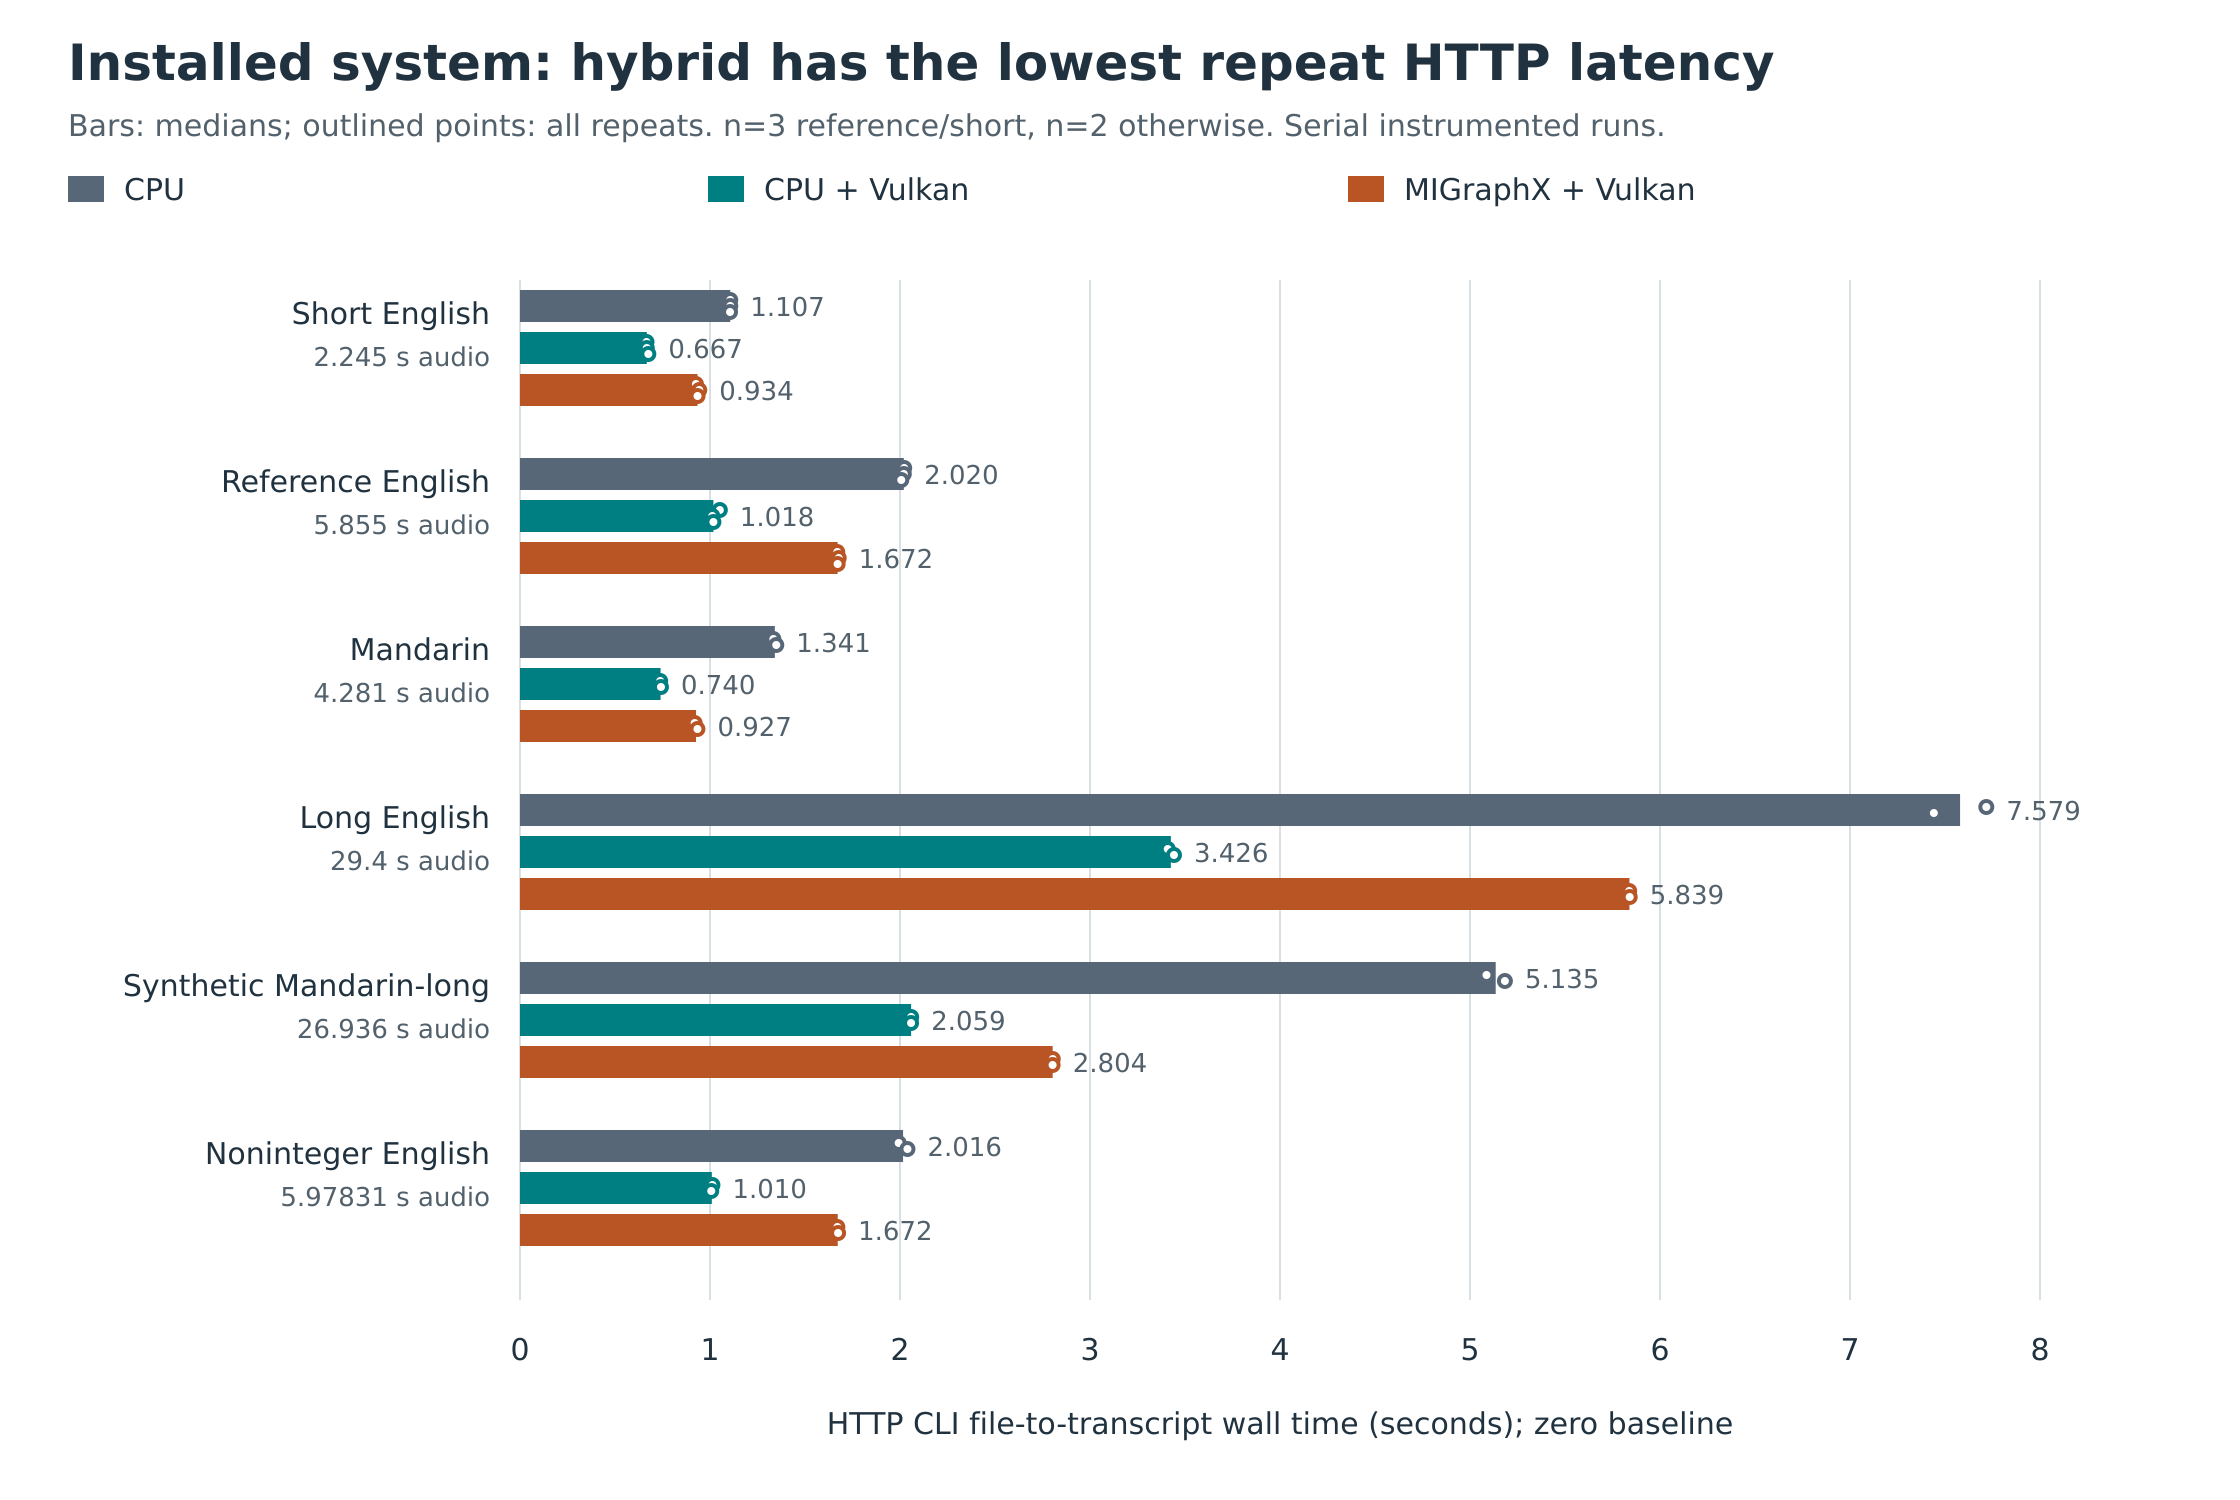 Installed system: hybrid has the lowest repeat HTTP latency
Bars: medians; outlined points: all repeats. n=3 reference/short, n=2 otherwise. Serial instrumented runs.
CPU
CPU + Vulkan
MIGraphX + Vulkan
Short English
2.245 s audio
1.107
0.667
0.934
Reference English
5.855 s audio
2.020
1.018
1.672
Mandarin
4.281 s audio
1.341
0.740
0.927
Long English
29.4 s audio
7.579
3.426
5.839
Synthetic Mandarin-long
26.936 s audio
5.135
2.059
2.804
Noninteger English
5.97831 s audio
2.016
1.010
1.672
0 1 2 3 4 5 6 7 8
HTTP CLI file-to-transcript wall time (seconds); zero baseline